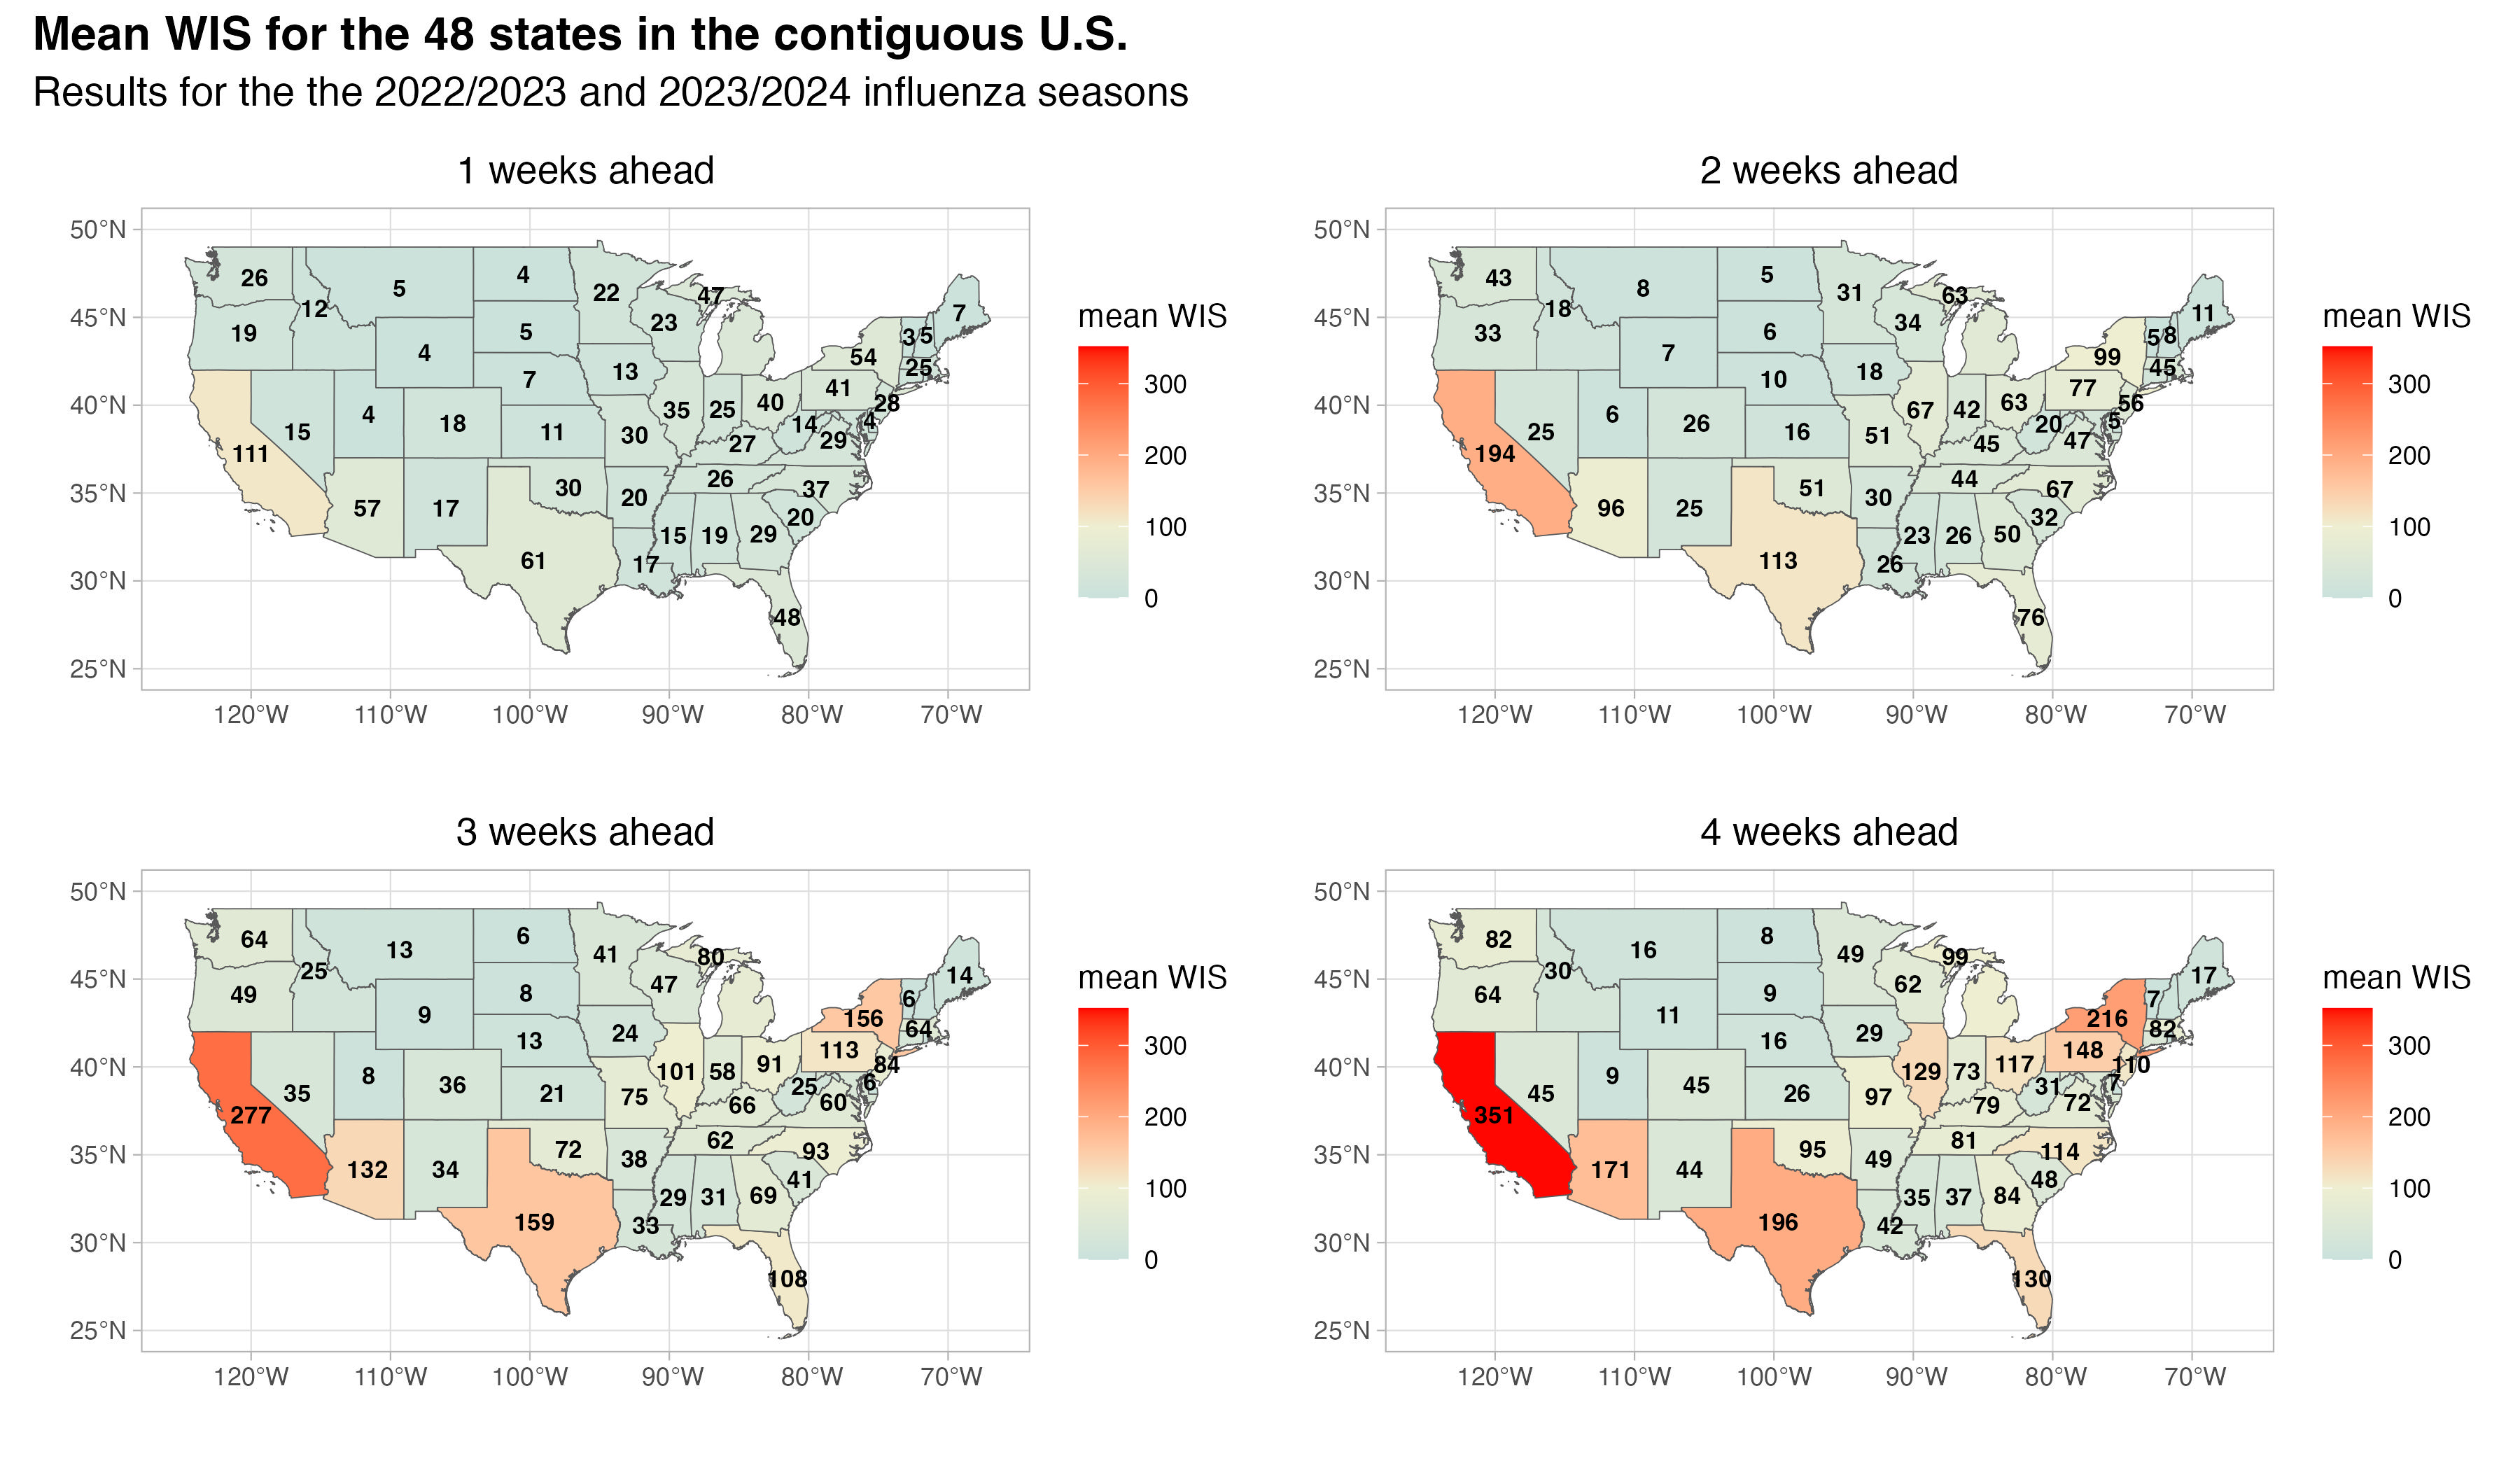 Mean WIS for the 48 states in the contiguous U.S.
Results for the the 2022/2023 and 2023/2024 influenza seasons
1 weeks ahead
50°N
45°N
40°N
35°N
30°N
25°N
26 5 4 22 47 7
19 12 4 5 23 54 3 5
7 13 41 25
111 15 4 18 11 30 35 25 40 14 28 4
27 29
57 17 30 20 26 37
61 17 15 19 29 20
48
120°W 110°W 100°W 90°W 80°W 70°W
mean WIS
300
200
100
0
2 weeks ahead
50°N
45°N
40°N
35°N
30°N
25°N
43 8 5 31 63 11
33 18 7 6 34 99 5 8
10 18 77 45
194 25 6 26 16 51 67 42 63 20 56 5
45 47
96 25 51 30 44 67
113 26 23 26 50 32
76
120°W 110°W 100°W 90°W 80°W 70°W
mean WIS
300
200
100
0
3 weeks ahead
50°N
45°N
40°N
35°N
30°N
25°N
64 13 6 41 80 14
49 25 9 8 47 156 6
13 24 113 64
277 35 8 36 21 75 101 58 91 25 84 6
66 60
132 34 72 38 62 93
159 33 29 31 69 41
108
120°W 110°W 100°W 90°W 80°W 70°W
mean WIS
300
200
100
0
4 weeks ahead
50°N
45°N
40°N
35°N
30°N
25°N
82 16 8 49 99 17
64 30 11 9 62 216 7
16 29 148 82
351 45 9 45 26 97 129 73 117 31 110 7
79 72
171 44 95 49 81 114
196 42 35 37 84 48
130
120°W 110°W 100°W 90°W 80°W 70°W
mean WIS
300
200
100
0